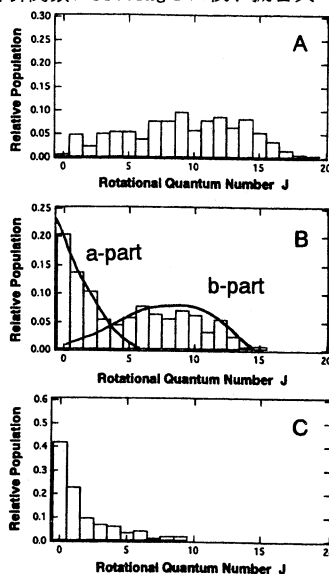 0.30
A
0.25
0.20
0.15
0.10
0.05
0.00
0 5 10 15
Relative Population
Rotational Quantum Number J
0.25
B
0.20
a-part
0.15
b-part
0.10
0.05
0.00
0 5 10 15
Relative Population
Rotational Quantum Number J
0.6
C
0.5
0.4
0.3
0.2
0.1
0.0
0 5 10 15
Relative Population
Rotational Quantum Number J